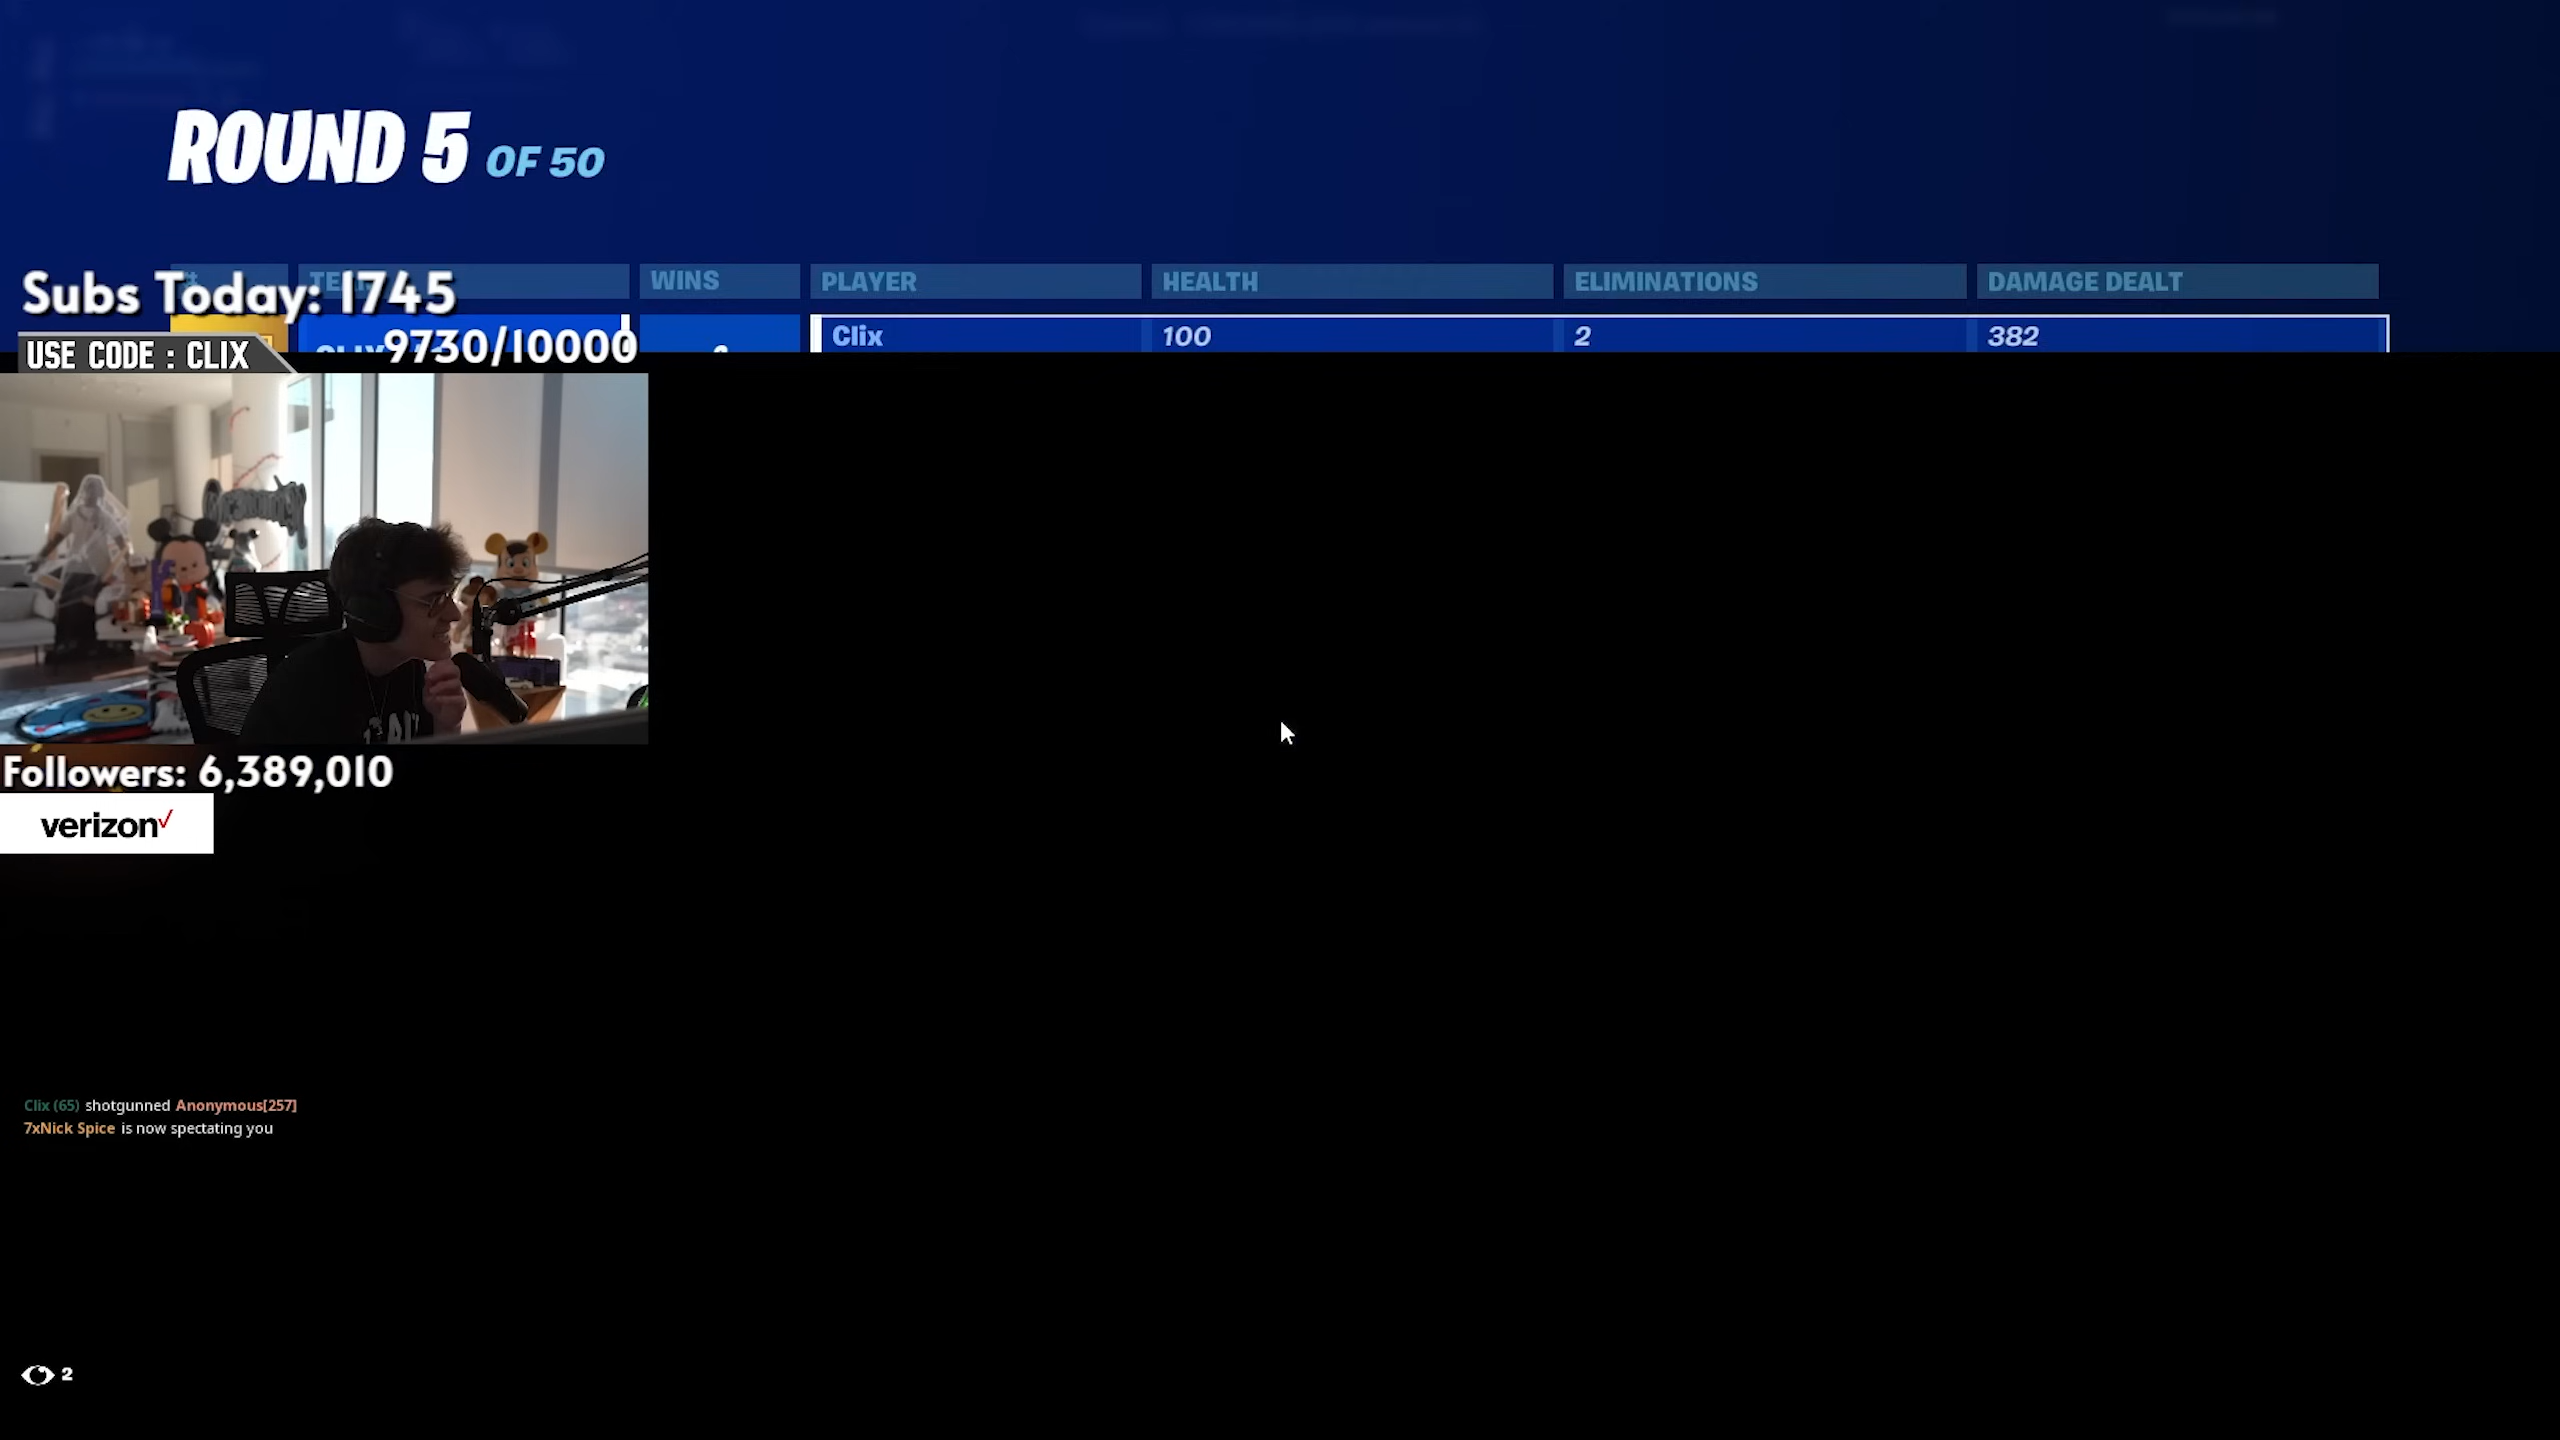 ROUND 5 OF 50
Subs Today: 1745
WINS
PLAYER
HEALTH
ELIMINATIONS
DAMAGE DEALT
9730/10000
Clix
100
2
382
USE CODE : CLIX
Followers: 6,389,010
verizon
Clix (65) shotgunned Anonymous[257]
7xNick Spice is now spectating you
2